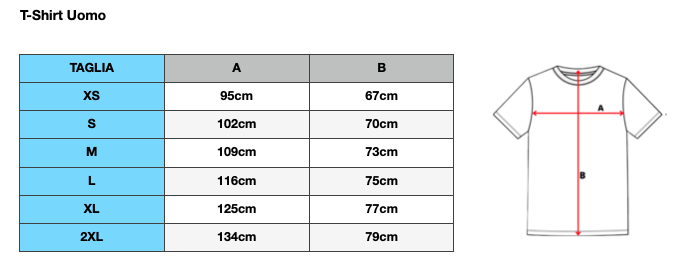 T-Shirt Uomo
TAGLIA A B
XS 95cm 67cm
S 102cm 70cm
M 109cm 73cm
L 116cm 75cm
XL 125cm 77cm
2XL 134cm 79cm
A
B